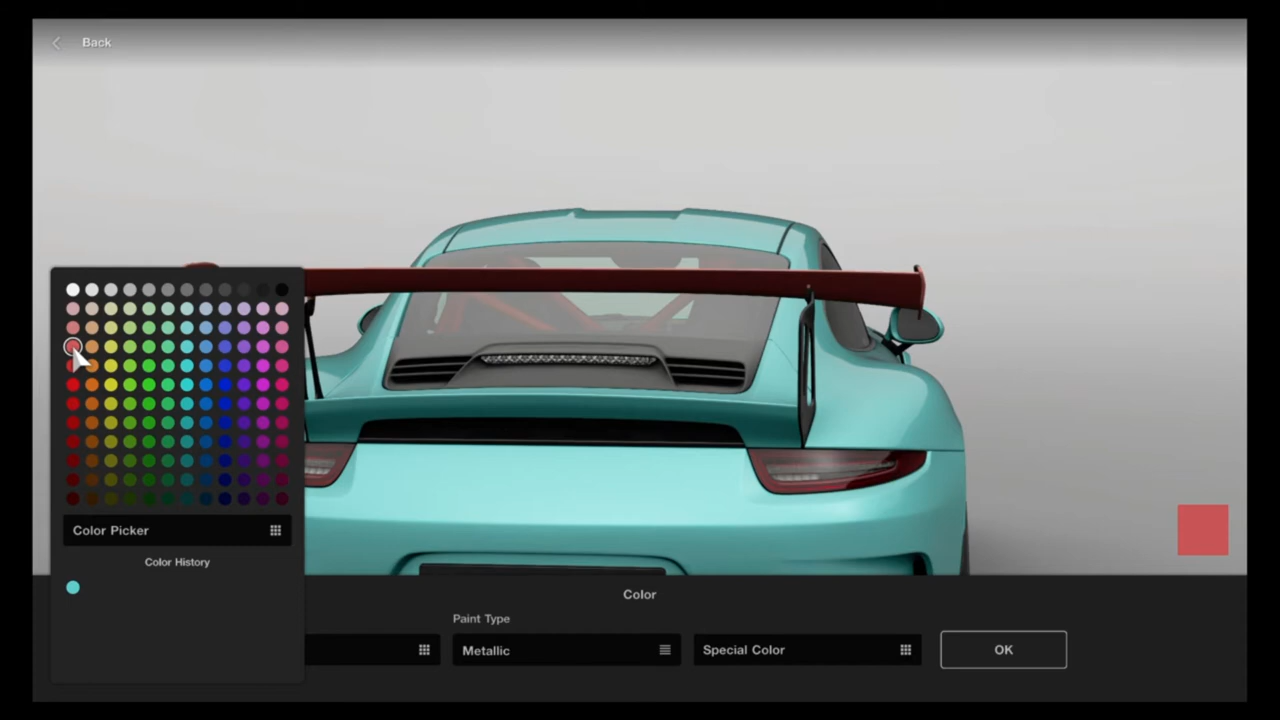 Back
Color Picker
Color History
Color
Paint Type
Metallic
Special Color
OK